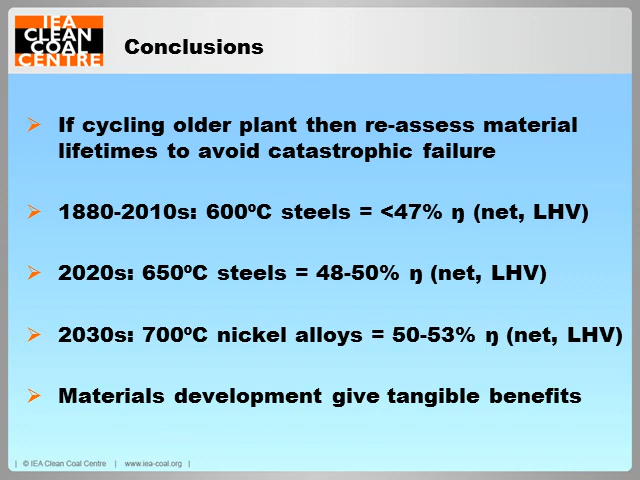 IEA
CLEAN
COAL
CENTRE
Conclusions
If cycling older plant then re-assess material
lifetimes to avoid catastrophic failure
1880-2010s: 600ºC steels = <47% ŋ (net, LHV)
2020s: 650ºC steels = 48-50% ŋ (net, LHV)
2030s: 700ºC nickel alloys = 50-53% ŋ (net, LHV)
Materials development give tangible benefits
| © IEA Clean Coal Centre | www.iea-coal.org |